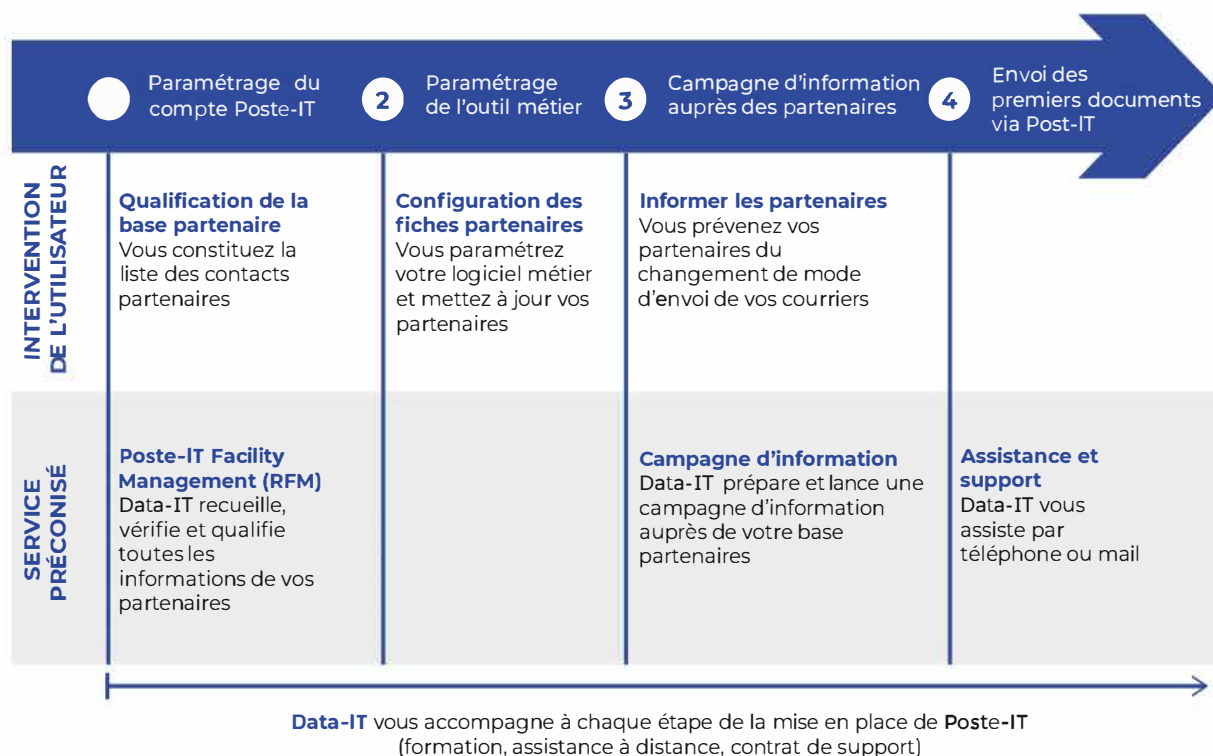 Paramétrage du
compte Poste-IT
2
Paramétrage
de l'outil métier
3
Campagne d'information
auprès des partenaires
4
Envoi des
premiers documents
via Post-IT
INTERVENTION
DE L'UTILISATEUR
Qualification de la
base partenaire
Vous constituez la
liste des contacts
partenaires
Configuration des
fiches partenaires
Vous paramétrez
votre logiciel métier
et mettez à jour vos
partenaires
Informer les partenaires
Vous prévenez vos
partenaires du
changement de mode
d'envoi de vos courriers
SERVICE
PRÉCONISÉ
Poste-IT Facility
Management (RFM)
Data-IT recueille,
vérifie et qualifie
toutes les
informations de vos
partenaires
Campagne d'information
Data-IT prépare et lance une
campagne d'information
auprès de votre base
partenaires
Assistance et
support
Data-IT vous
assiste par
téléphone ou mail
Data-IT vous accompagne à chaque étape de la mise en place de Poste-IT
(formation, assistance à distance, contrat de support)